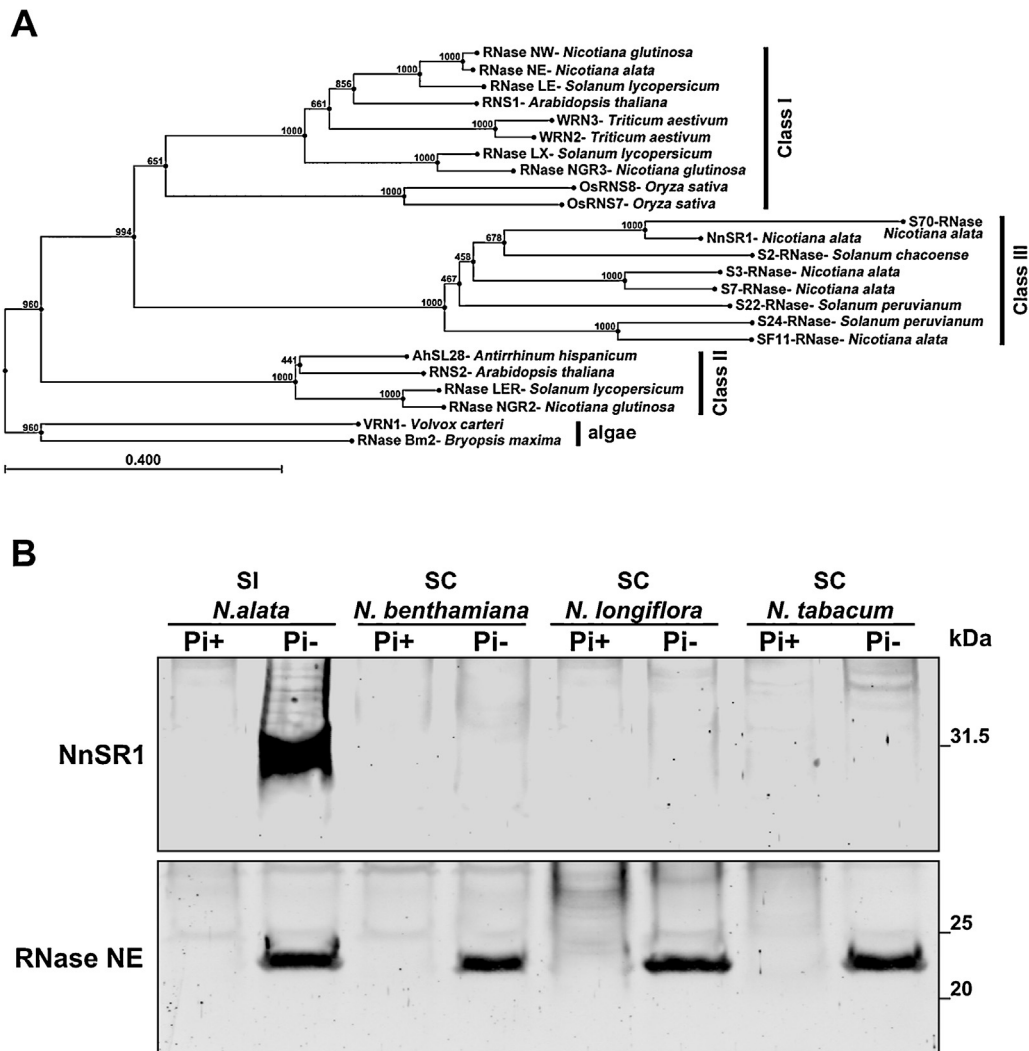 A
1000
RNase NW- Nicotiana glutinosa
1000
RNase NE- Nicotiana alata
856
RNase LE- Solanum lycopersicum
661
RNS1- Arabidopsis thaliana
1000
WRN3- Triticum aestivum
1000
WRN2- Triticum aestivum
651
RNase LX- Solanum lycopersicum
1000
RNase NGR3- Nicotiana glutinosa
1000
OsRNS8- Oryza sativa
OsRNS7- Oryza sativa
Class I
994
1000
S70-RNase
Nicotiana alata
678
NnSR1- Nicotiana alata
458
S2-RNase- Solanum chacoense
467
1000
S3-RNase- Nicotiana alata
S7-RNase- Nicotiana alata
1000
S22-RNase- Solanum peruvianum
1000
S24-RNase- Solanum peruvianum
SF11-RNase- Nicotiana alata
Class III
960
441
AhSL28- Antirrhinum hispanicum
1000
RNS2- Arabidopsis thaliana
1000
RNase LER- Solanum lycopersicum
RNase NGR2- Nicotiana glutinosa
Class II
960
VRN1- Volvox carteri
RNase Bm2- Bryopsis maxima
algae
0.400
B
SI SC SC SC
N.alata N. benthamiana N. longiflora N. tabacum
Pi+ Pi- Pi+ Pi- Pi+ Pi- Pi+ Pi- kDa
NnSR1
31.5
RNase NE
25
20